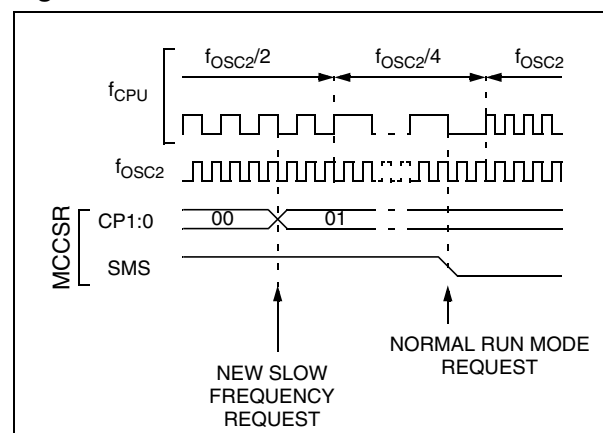 fOSC2/2 fOSC2/4 fOSC2
fCPU
fOSC2
MCCSR
CP1:0 00 01
SMS
NEW SLOW
FREQUENCY
REQUEST
NORMAL RUN MODE
REQUEST